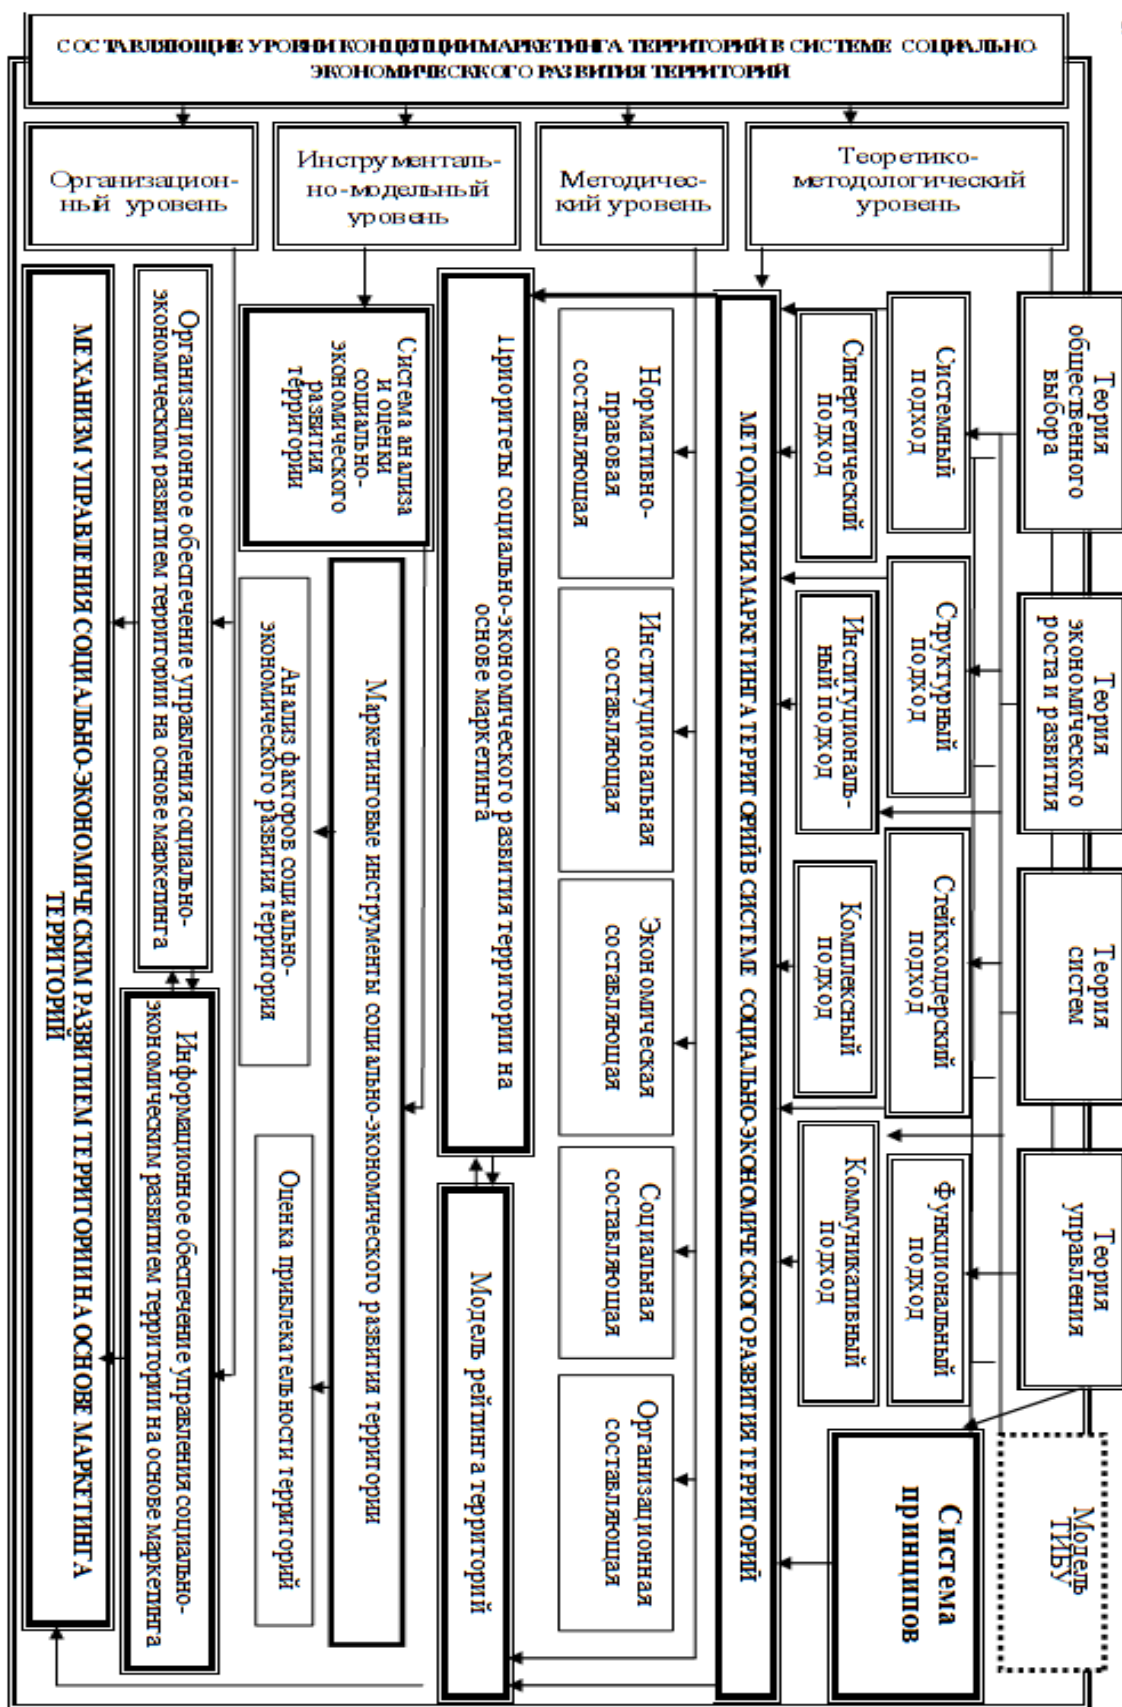 СОСТАВЛЯЮЩИЕ УРОВНИ КОНЦЕПЦИИ МАРКЕТИНГА ТЕРРИТОРИЙ В СИСТЕМЕ СОЦИАЛЬНО-
ЭКОНОМИЧЕСККОГО РАЗВИТИЯ ТЕРРИТОРИЙ
Теоретико-
методологический
уровень
Методичес-
кий уровень
Инструменталь-
но-модельный
уровень
Организацион-
ный уровень
Теория
общественного
выбора
Теория
экономического
роста и развития
Теория
систем
Теория
управления
Модель
ТИБУ
Системный
подход
Структурный
подход
Стейкхолдерский
подход
Функциональный
подход
Система
принципов
Синергетический
подход
Институциональ-
ный подход
Комплексный
подход
Коммуникативный
подход
МЕТОДОЛОГИЯ МАРКЕТИНГА ТЕРРИТОРИЙ В СИСТЕМЕ СОЦИАЛЬНО-ЭКОНОМИЧЕСКОГО РАЗВИТИЯ ТЕРРИТОРИЙ
Нормативно-
правовая
составляющая
Институциональная
составляющая
Экономическая
составляющая
Социальная
составляющая
Организационная
составляющая
Приоритеты социально-экономического развития территории на
основе маркетинга
Модель рейтинга территорий
Система анализа
и оценки
социально-
экономического
развития
территории
Маркетинговые инструменты социально-экономического развития территории
Анализ факторов социально-
экономического развития территории
Оценка привлекательности территорий
Организационное обеспечение управления социально-
экономическим развитием территории на основе маркетинга
Информационное обеспечение управления социально-
экономическим развитием территории на основе маркетинга
МЕХАНИЗМ УПРАВЛЕНИЯ СОЦИАЛЬНО-ЭКОНОМИЧЕСКИМ РАЗВИТИЕМ ТЕРРИТОРИИ НА ОСНОВЕ МАРКЕТИНГА
ТЕРРИТОРИЙ